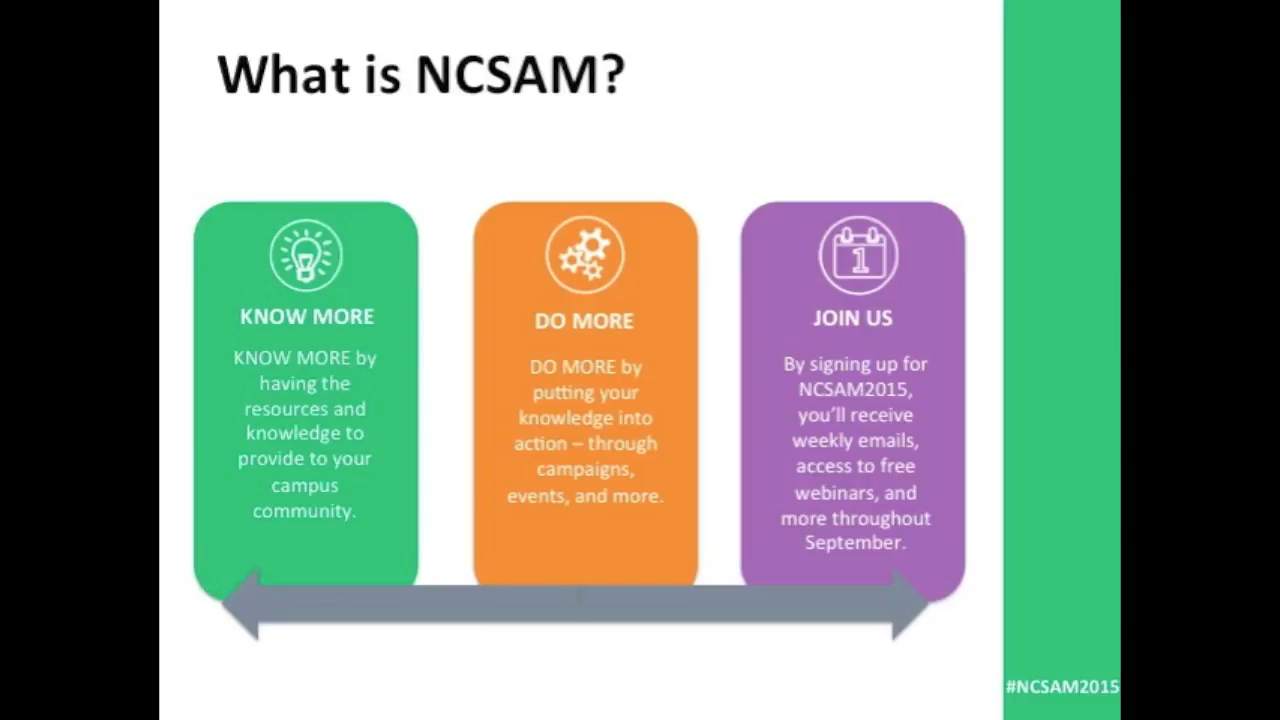 What is NCSAM?
KNOW MORE
KNOW MORE by
having the
resources and
knowledge to
provide to your
campus
community.
DO MORE
DO MORE by
putting your
knowledge into
action – through
campaigns,
events, and more.
1
JOIN US
By signing up for
NCSAM2015,
you'll receive
weekly emails,
access to free
webinars, and
more throughout
September.
#NCSAM2015